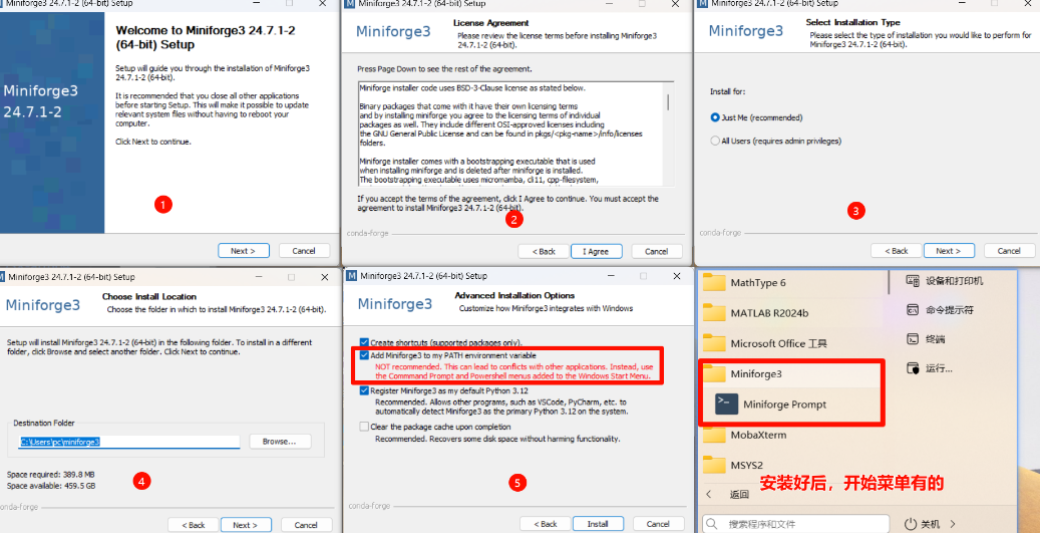 Miniforge3 24.7.1-2 (64-bit) Setup
Welcome to Miniforge3 24.7.1-2
(64-bit) Setup
Setup will guide you through the installation of Miniforge3
24.7.1-2 (64-bit).
It is recommended that you close all other applications
before starting Setup. This will make it possible to update
relevant system files without having to reboot your
computer.
Click Next to continue.
Miniforge3
24.7.1-2
1
Next >
Cancel
Miniforge3 24.7.1-2 (64-bit) Setup
Miniforge3
License Agreement
Please review the license terms before installing Miniforge3
24.7.1-2 (64-bit).
Press Page Down to see the rest of the agreement.
Miniforge installer code uses BSD-3-Clause license as stated below.
Binary packages that come with it have their own licensing terms
and by installing miniforge you agree to the licensing terms of individual
packages as well. They include different OSI-approved licenses including
the GNU General Public License and can be found in pkgs/<pkg-name>/info/licenses
folders.
Miniforge installer comes with a bootstrapping executable that is used
when installing miniforge and is deleted after miniforge is installed.
The bootstrapping executable uses micromamba, cli11, cpp-filesystem,
If you accept the terms of the agreement, click I Agree to continue. You must accept the
agreement to install Miniforge3 24.7.1-2 (64-bit).
2
conda-forge
< Back
I Agree
Cancel
Miniforge3 24.7.1-2 (64-bit) Setup
Miniforge3
Select Installation Type
Please select the type of installation you would like to perform for
Miniforge3 24.7.1-2 (64-bit).
Install for:
Just Me (recommended)
All Users (requires admin privileges)
3
conda-forge
< Back
Next >
Cancel
Miniforge3 24.7.1-2 (64-bit) Setup
Miniforge3
Choose Install Location
Choose the folder in which to install Miniforge3 24.7.1-2 (64-bit).
Setup will install Miniforge3 24.7.1-2 (64-bit) in the following folder. To install in a different
folder, click Browse and select another folder. Click Next to continue.
Destination Folder
C:\Users\pc\miniforge3
Browse...
Space required: 389.8 MB
Space available: 459.5 GB
4
conda-forge
< Back
Next >
Cancel
Miniforge3 24.7.1-2 (64-bit) Setup
Miniforge3
Advanced Installation Options
Customize how Miniforge3 integrates with Windows
Create shortcuts (supported packages only).
Add Miniforge3 to my PATH environment variable
NOT recommended. This can lead to conflicts with other applications. Instead, use
the Commmand Prompt and Powershell menus added to the Windows Start Menu.
Register Miniforge3 as my default Python 3.12
Recommended. Allows other programs, such as VSCode, PyCharm, etc. to
automatically detect Miniforge3 as the primary Python 3.12 on the system.
Clear the package cache upon completion
Recommended. Recovers some disk space without harming functionality.
5
conda-forge
< Back
Install
Cancel
MathType 6
MATLAB R2024b
Microsoft Office 工具
Miniforge3
Miniforge Prompt
MobaXterm
MSYS2
返回
搜索程序和文件
设备和打印机
命令提示符
终端
运行...
安装好后，开始菜单有的
关机